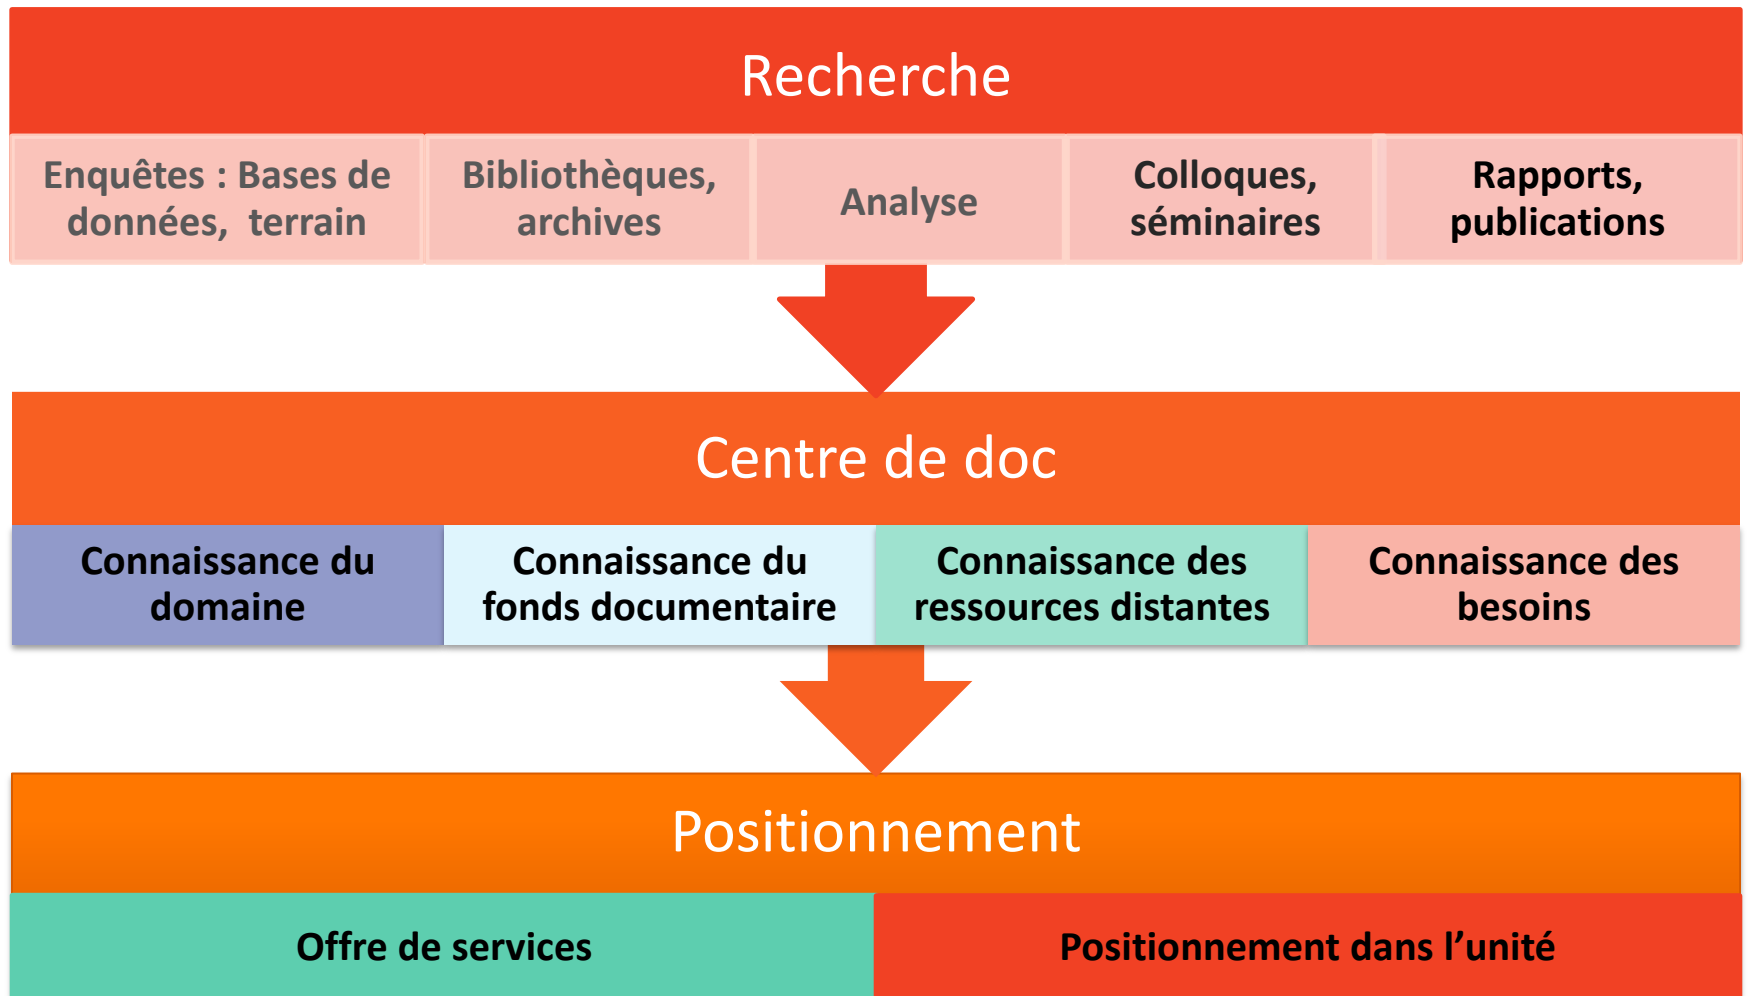 Recherche
Enquêtes : Bases de
données, terrain
Bibliothèques,
archives
Analyse
Colloques,
séminaires
Rapports,
publications
Centre de doc
Connaissance du
domaine
Connaissance du
fonds documentaire
Connaissance des
ressources distantes
Connaissance des
besoins
Positionnement
Offre de services
Positionnement dans l’unité